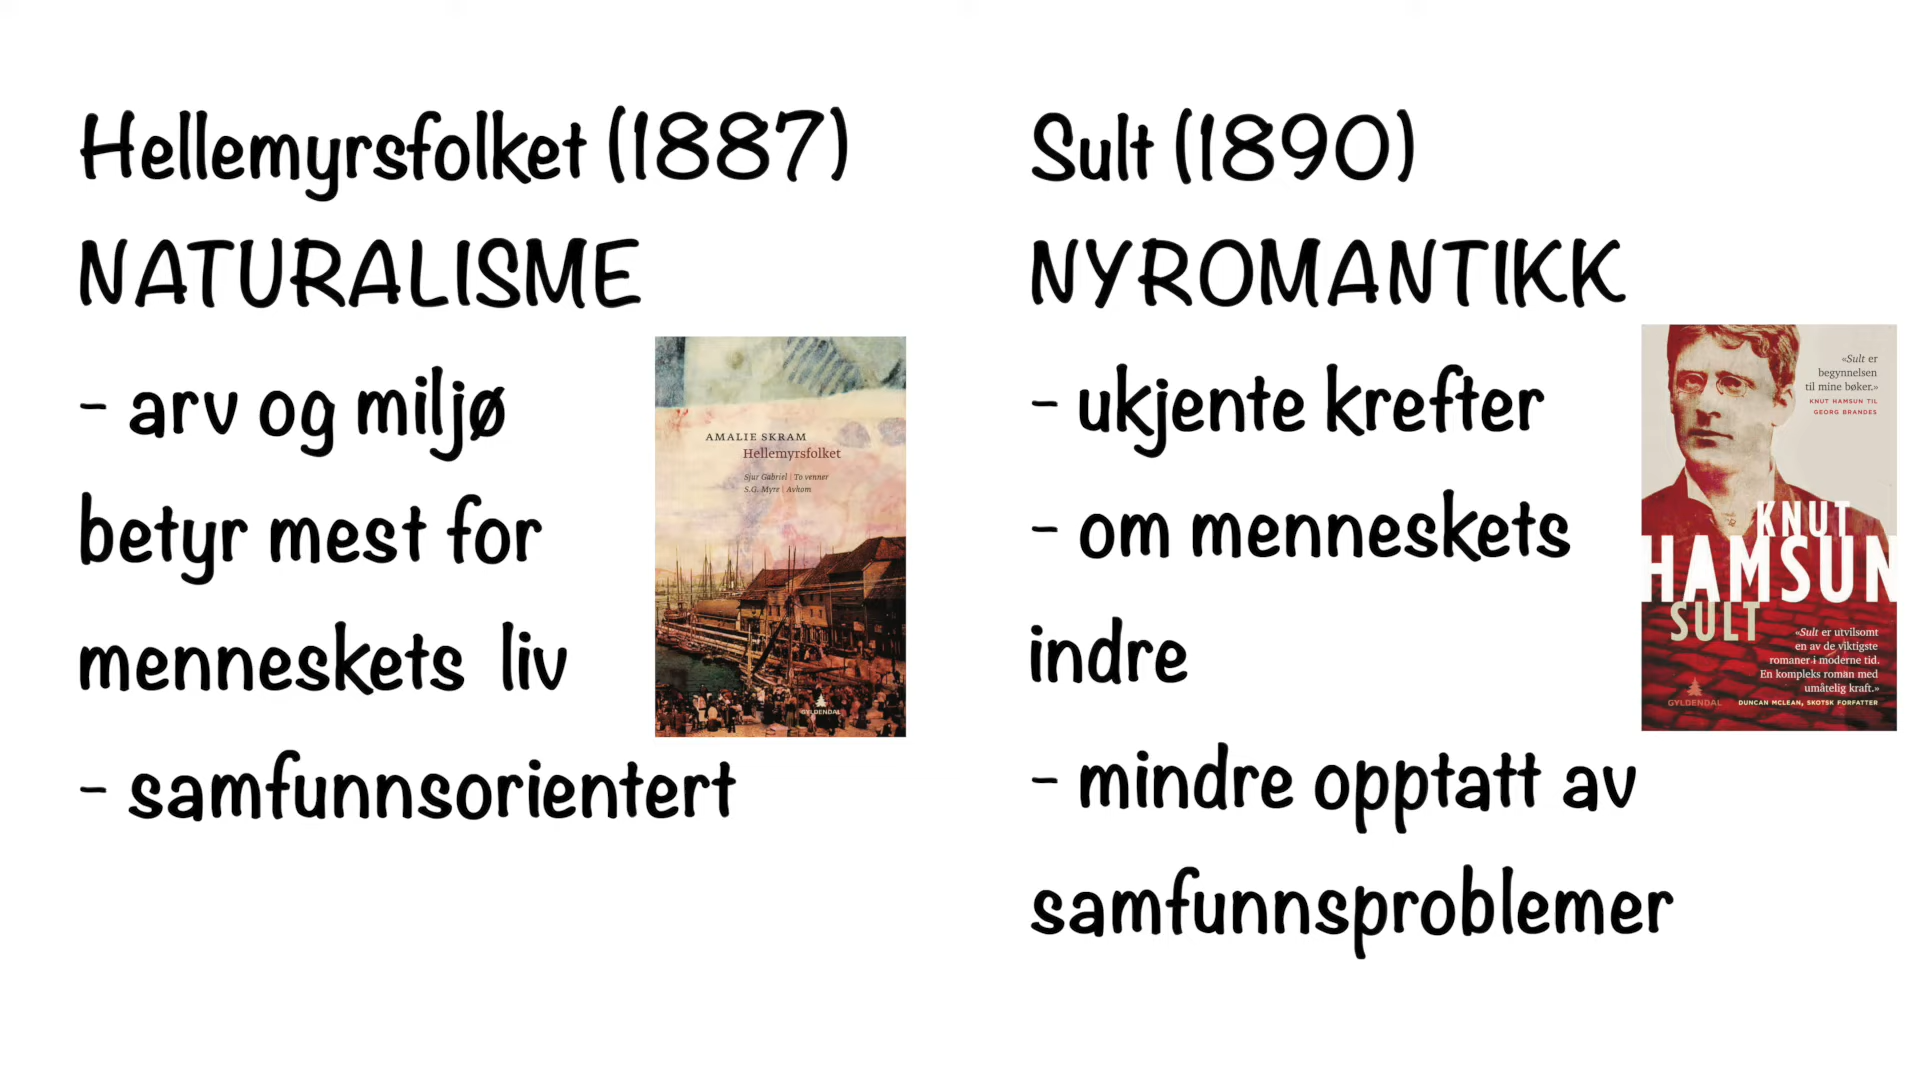 Hellemyrsfolket (1887)
NATURALISME
- arv og miljø
betyr mest for
menneskets liv
- samfunnsorientert
AMALIE SKRAM
Hellemyrsfolket
Sjur Gabriel | To venner
S.G. Myre | Avkom
GYLDENDAL
Sult (1890)
NYROMANTIKK
- ukjente krefter
- om menneskets
indre
- mindre opptatt av
samfunnsproblemer
«Sult er
begynnelsen
til mine bøker.»
KNUT HAMSUN TIL
GEORG BRANDES
KNUT
HAMSUN
SULT
«Sult er utvilsomt
en av de viktigste
romaner i moderne tid.
En kompleks roman med
umåtelig kraft.»
GYLDENDAL
DUNCAN MCLEAN, SKOTSK FORFATTER